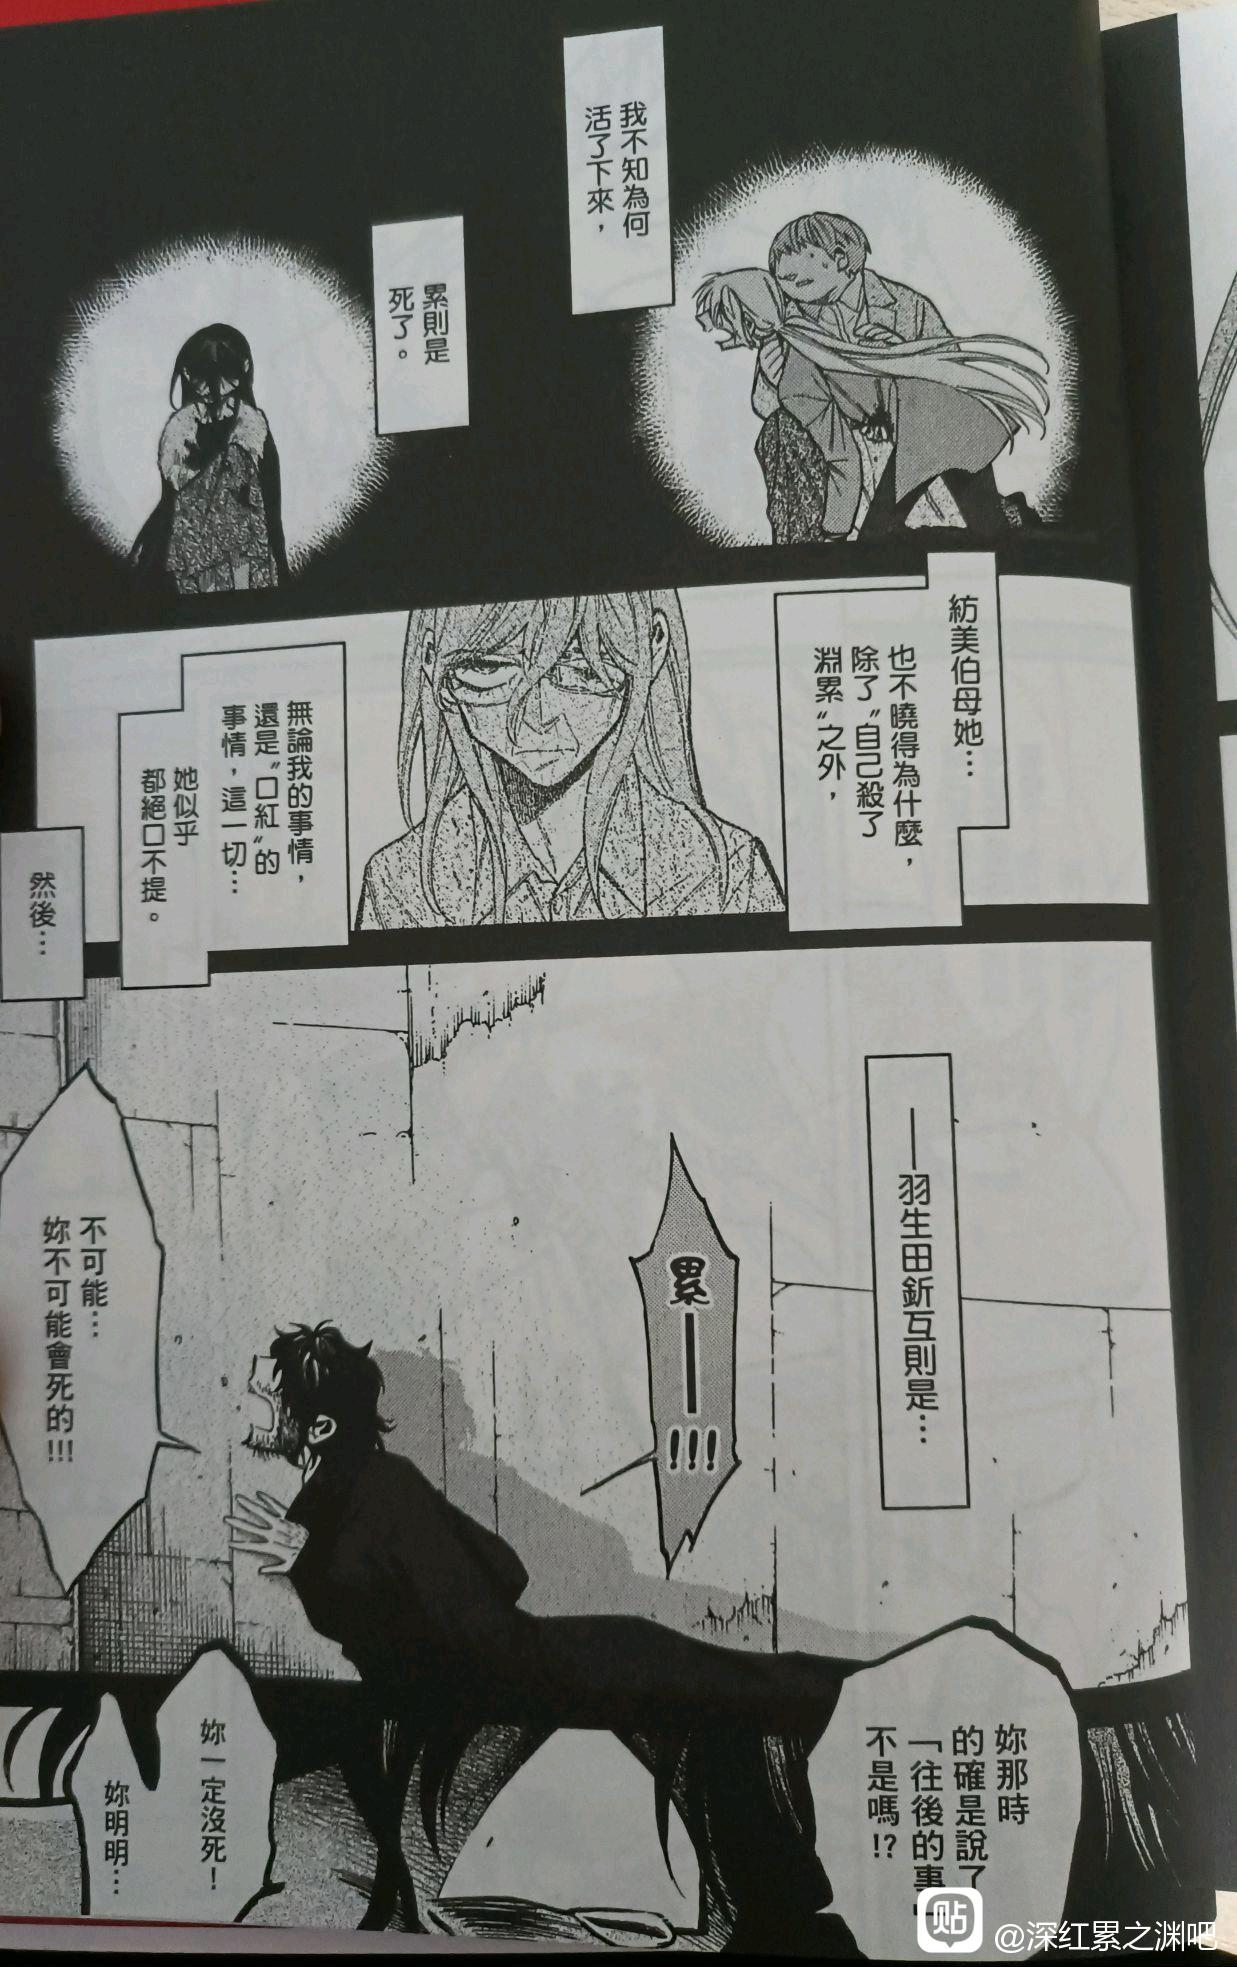 我不知為何
活了下來，
累則是
死了。
紡美伯母她…
也不曉得為什麼，
除了〝自己殺了
淵累〞之外，
無論我的事情，
還是〝口紅〞的
事情，這一切…
她似乎
都絕口不提。
然後…
——羽生田釿互則是…
累——!!!
不可能…
妳不可能會死的!!!
妳那時
的確是說了
「往後的事」
不是嗎!?
妳一定沒死！
妳明明…
贴
@深红累之渊吧